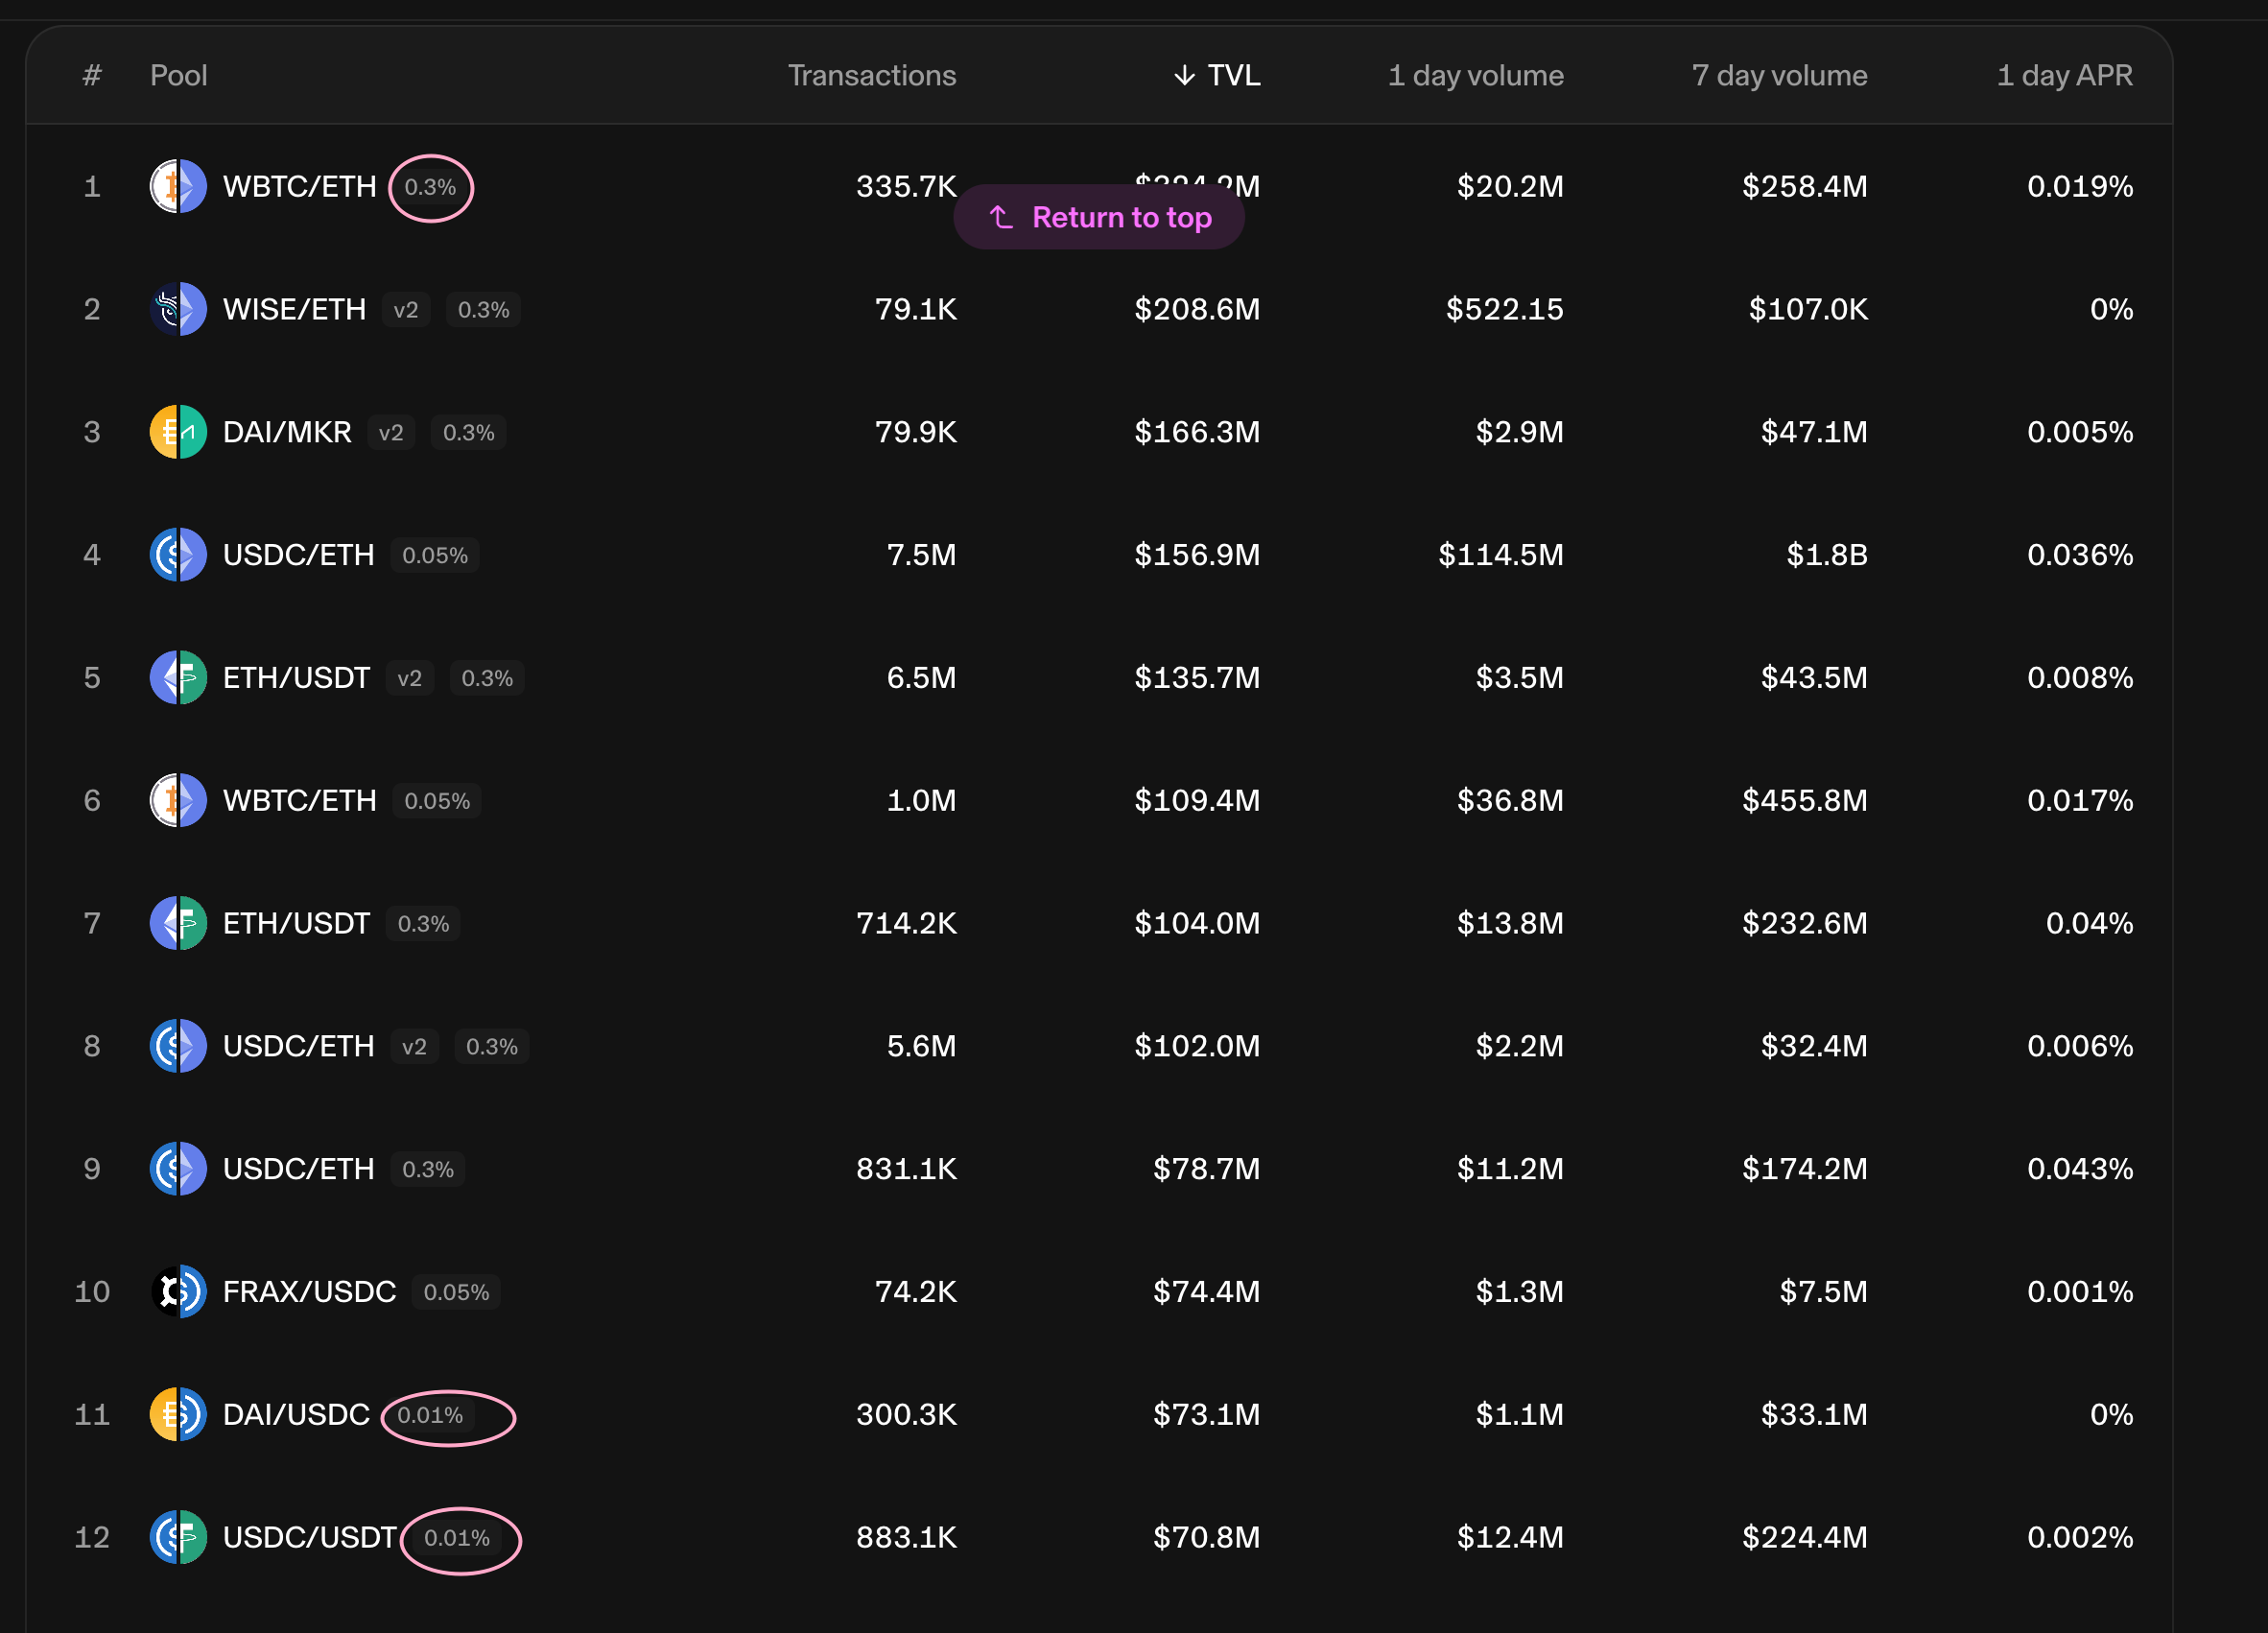 # Pool Transactions ↓ TVL 1 day volume 7 day volume 1 day APR
1 WBTC/ETH 0.3% 335.7K $20.2M $258.4M 0.019%
Return to top
2 WISE/ETH v2 0.3% 79.1K $208.6M $522.15 $107.0K 0%
3 DAI/MKR v2 0.3% 79.9K $166.3M $2.9M $47.1M 0.005%
4 USDC/ETH 0.05% 7.5M $156.9M $114.5M $1.8B 0.036%
5 ETH/USDT v2 0.3% 6.5M $135.7M $3.5M $43.5M 0.008%
6 WBTC/ETH 0.05% 1.0M $109.4M $36.8M $455.8M 0.017%
7 ETH/USDT 0.3% 714.2K $104.0M $13.8M $232.6M 0.04%
8 USDC/ETH v2 0.3% 5.6M $102.0M $2.2M $32.4M 0.006%
9 USDC/ETH 0.3% 831.1K $78.7M $11.2M $174.2M 0.043%
10 FRAX/USDC 0.05% 74.2K $74.4M $1.3M $7.5M 0.001%
11 DAI/USDC 0.01% 300.3K $73.1M $1.1M $33.1M 0%
12 USDC/USDT 0.01% 883.1K $70.8M $12.4M $224.4M 0.002%